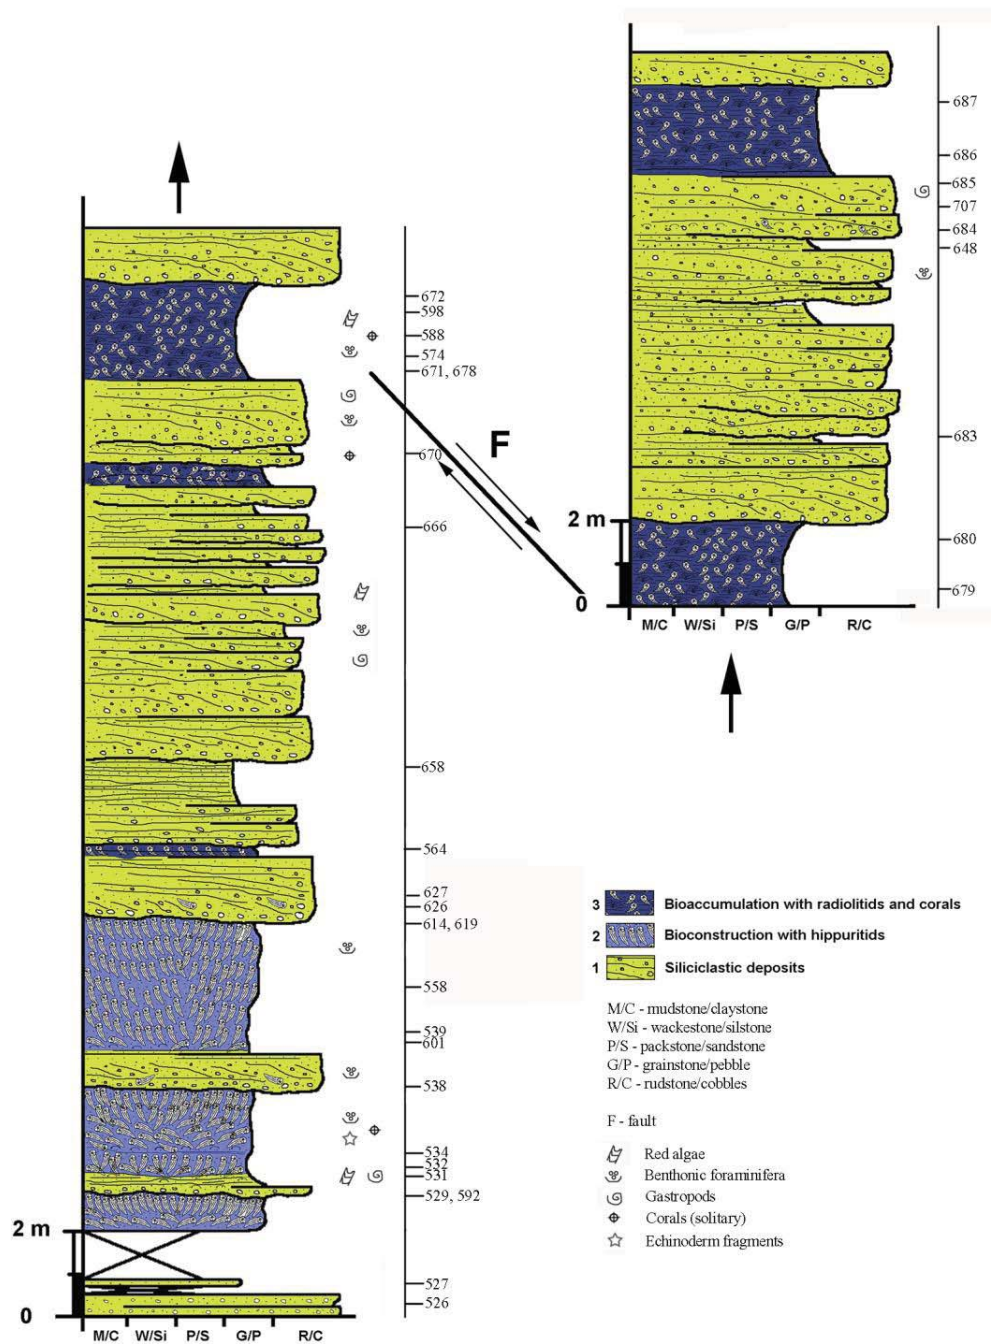 672
598
588
574
671, 678
670
666
658
564
627
626
614, 619
558
539
601
538
534
532
531
529, 592
2 m
527
526
0
M/C W/Si P/S G/P R/C
F
687
686
685
707
684
648
683
2 m
680
679
0
M/C W/Si P/S G/P R/C
3 Bioaccumulation with radiolitids and corals
2 Bioconstruction with hippuritids
1 Siliciclastic deposits
M/C - mudstone/claystone
W/Si - wackestone/silstone
P/S - packstone/sandstone
G/P - grainstone/pebble
R/C - rudstone/cobbles
F - fault
Red algae
Benthonic foraminifera
Gastropods
Corals (solitary)
Echinoderm fragments